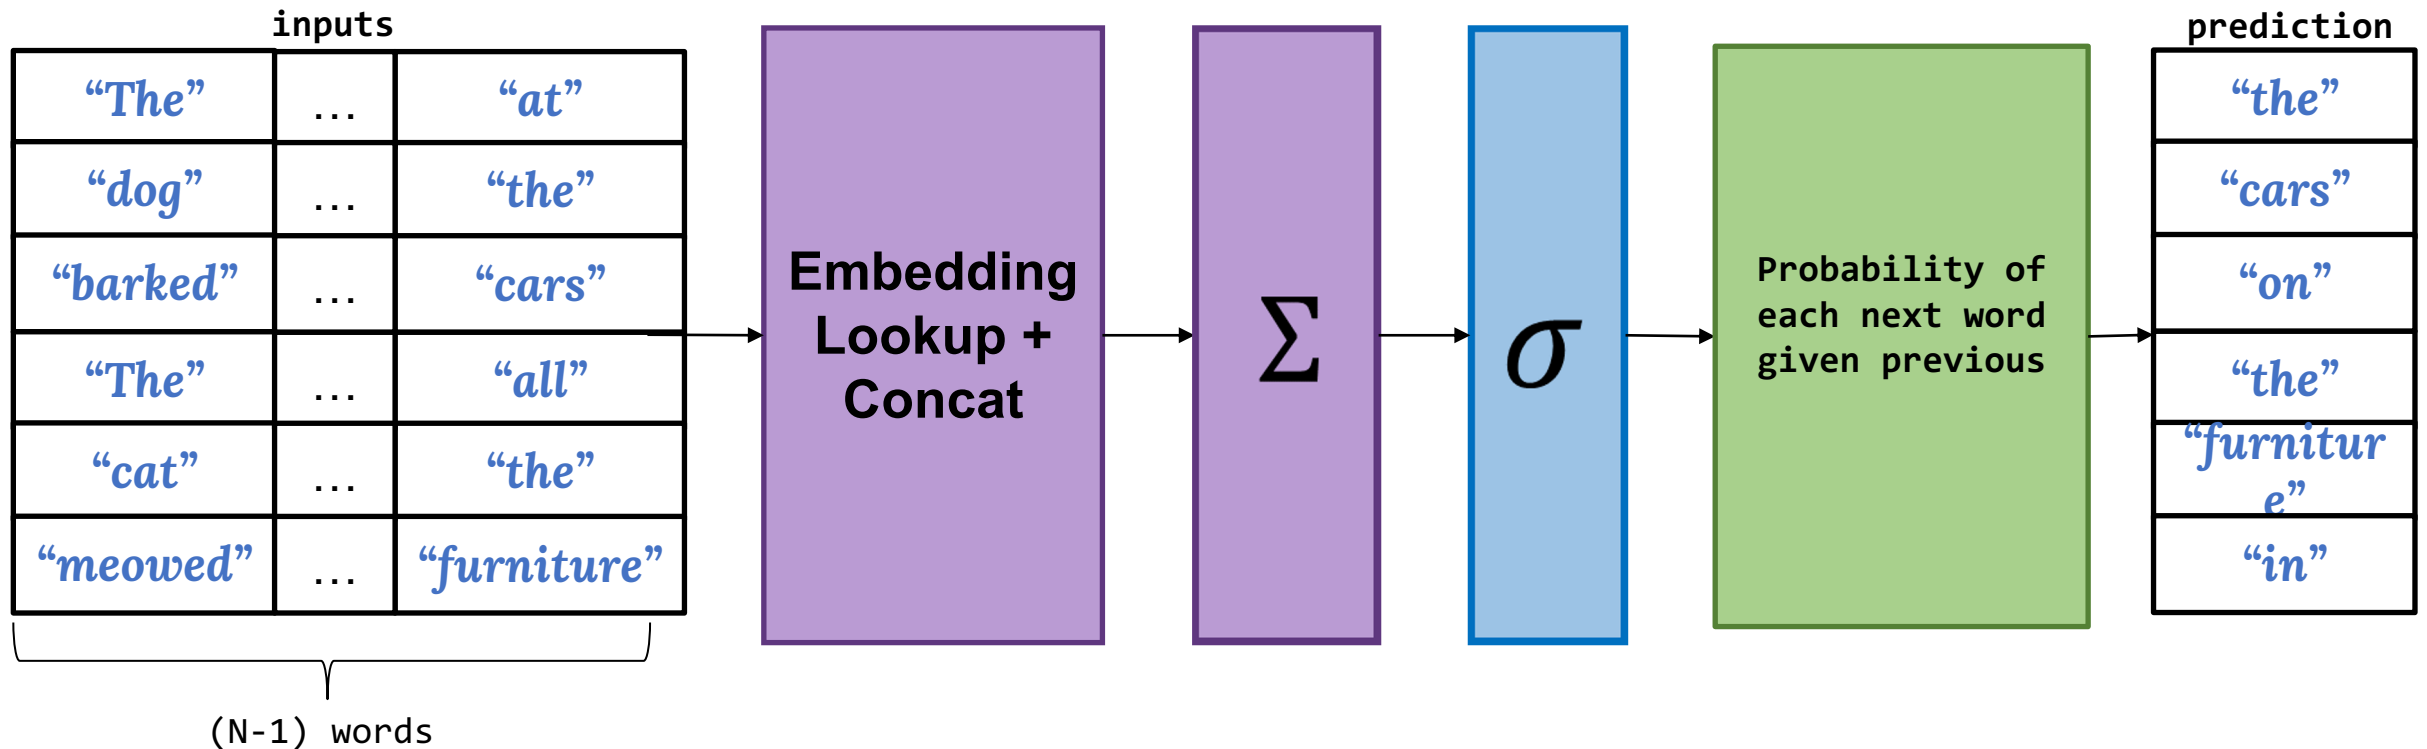 inputs
prediction
“The” ... “at”
“dog” ... “the”
“barked” ... “cars”
“The” ... “all”
“cat” ... “the”
“meowed” ... “furniture”
(N-1) words
Embedding
Lookup +
Concat
Σ
σ
Probability of
each next word
given previous
“the”
“cars”
“on”
“the”
“furnitur
e”
“in”